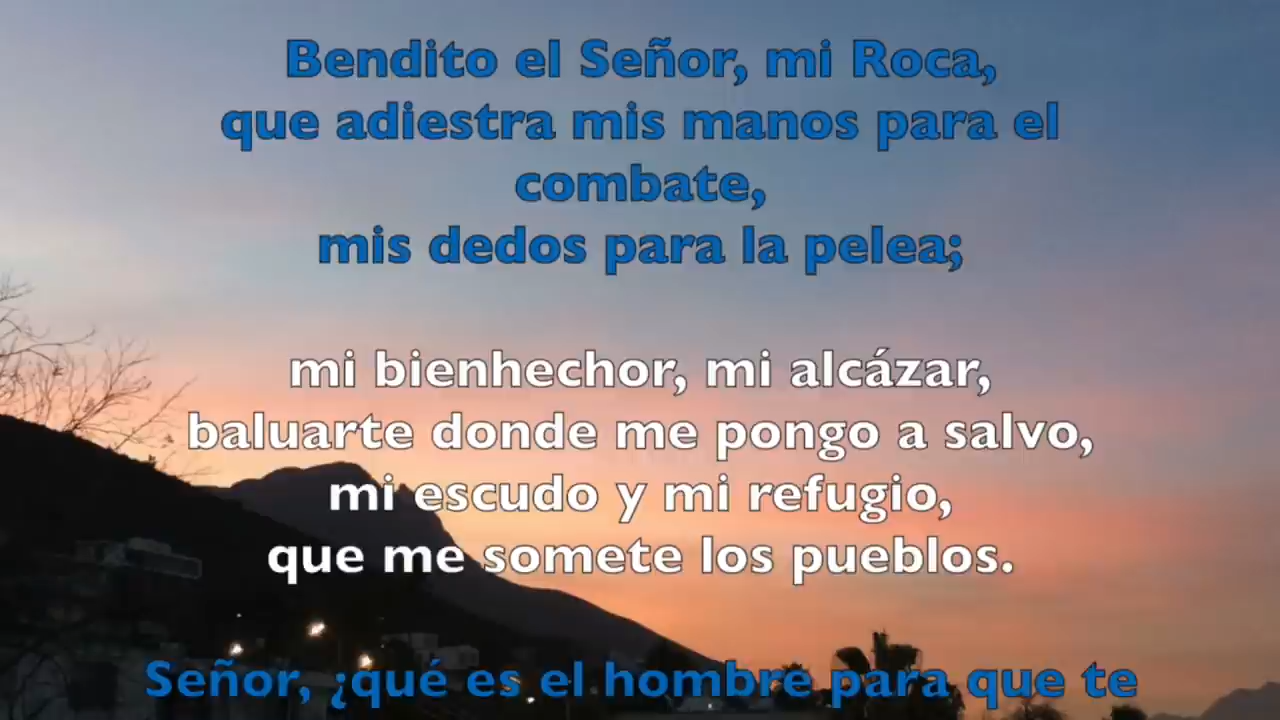 Bendito el Señor, mi Roca,
que adiestra mis manos para el
combate,
mis dedos para la pelea;
mi bienhechor, mi alcázar,
baluarte donde me pongo a salvo,
mi escudo y mi refugio,
que me somete los pueblos.
Señor, ¿qué es el hombre para que te